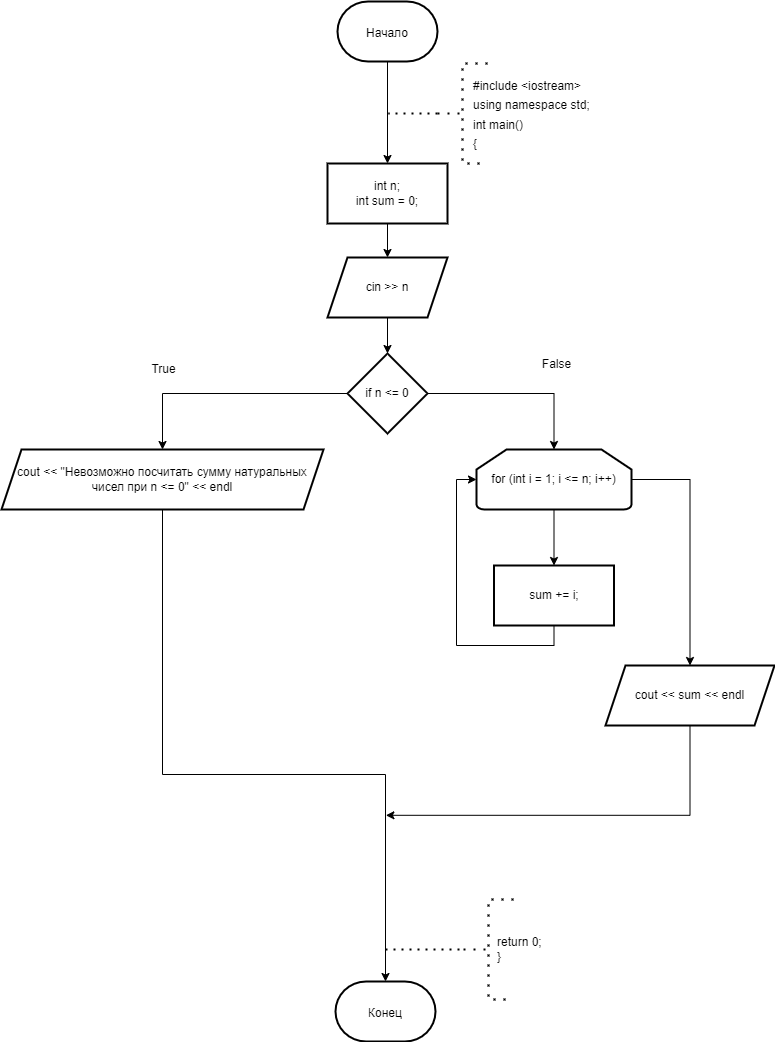 Начало
#include <iostream>
using namespace std;
int main()
{
int n;
int sum = 0;
cin >> n
True
False
if n <= 0
cout << "Невозможно посчитать сумму натуральных
чисел при n <= 0" << endl
for (int i = 1; i <= n; i++)
sum += i;
cout << sum << endl
return 0;
}
Конец